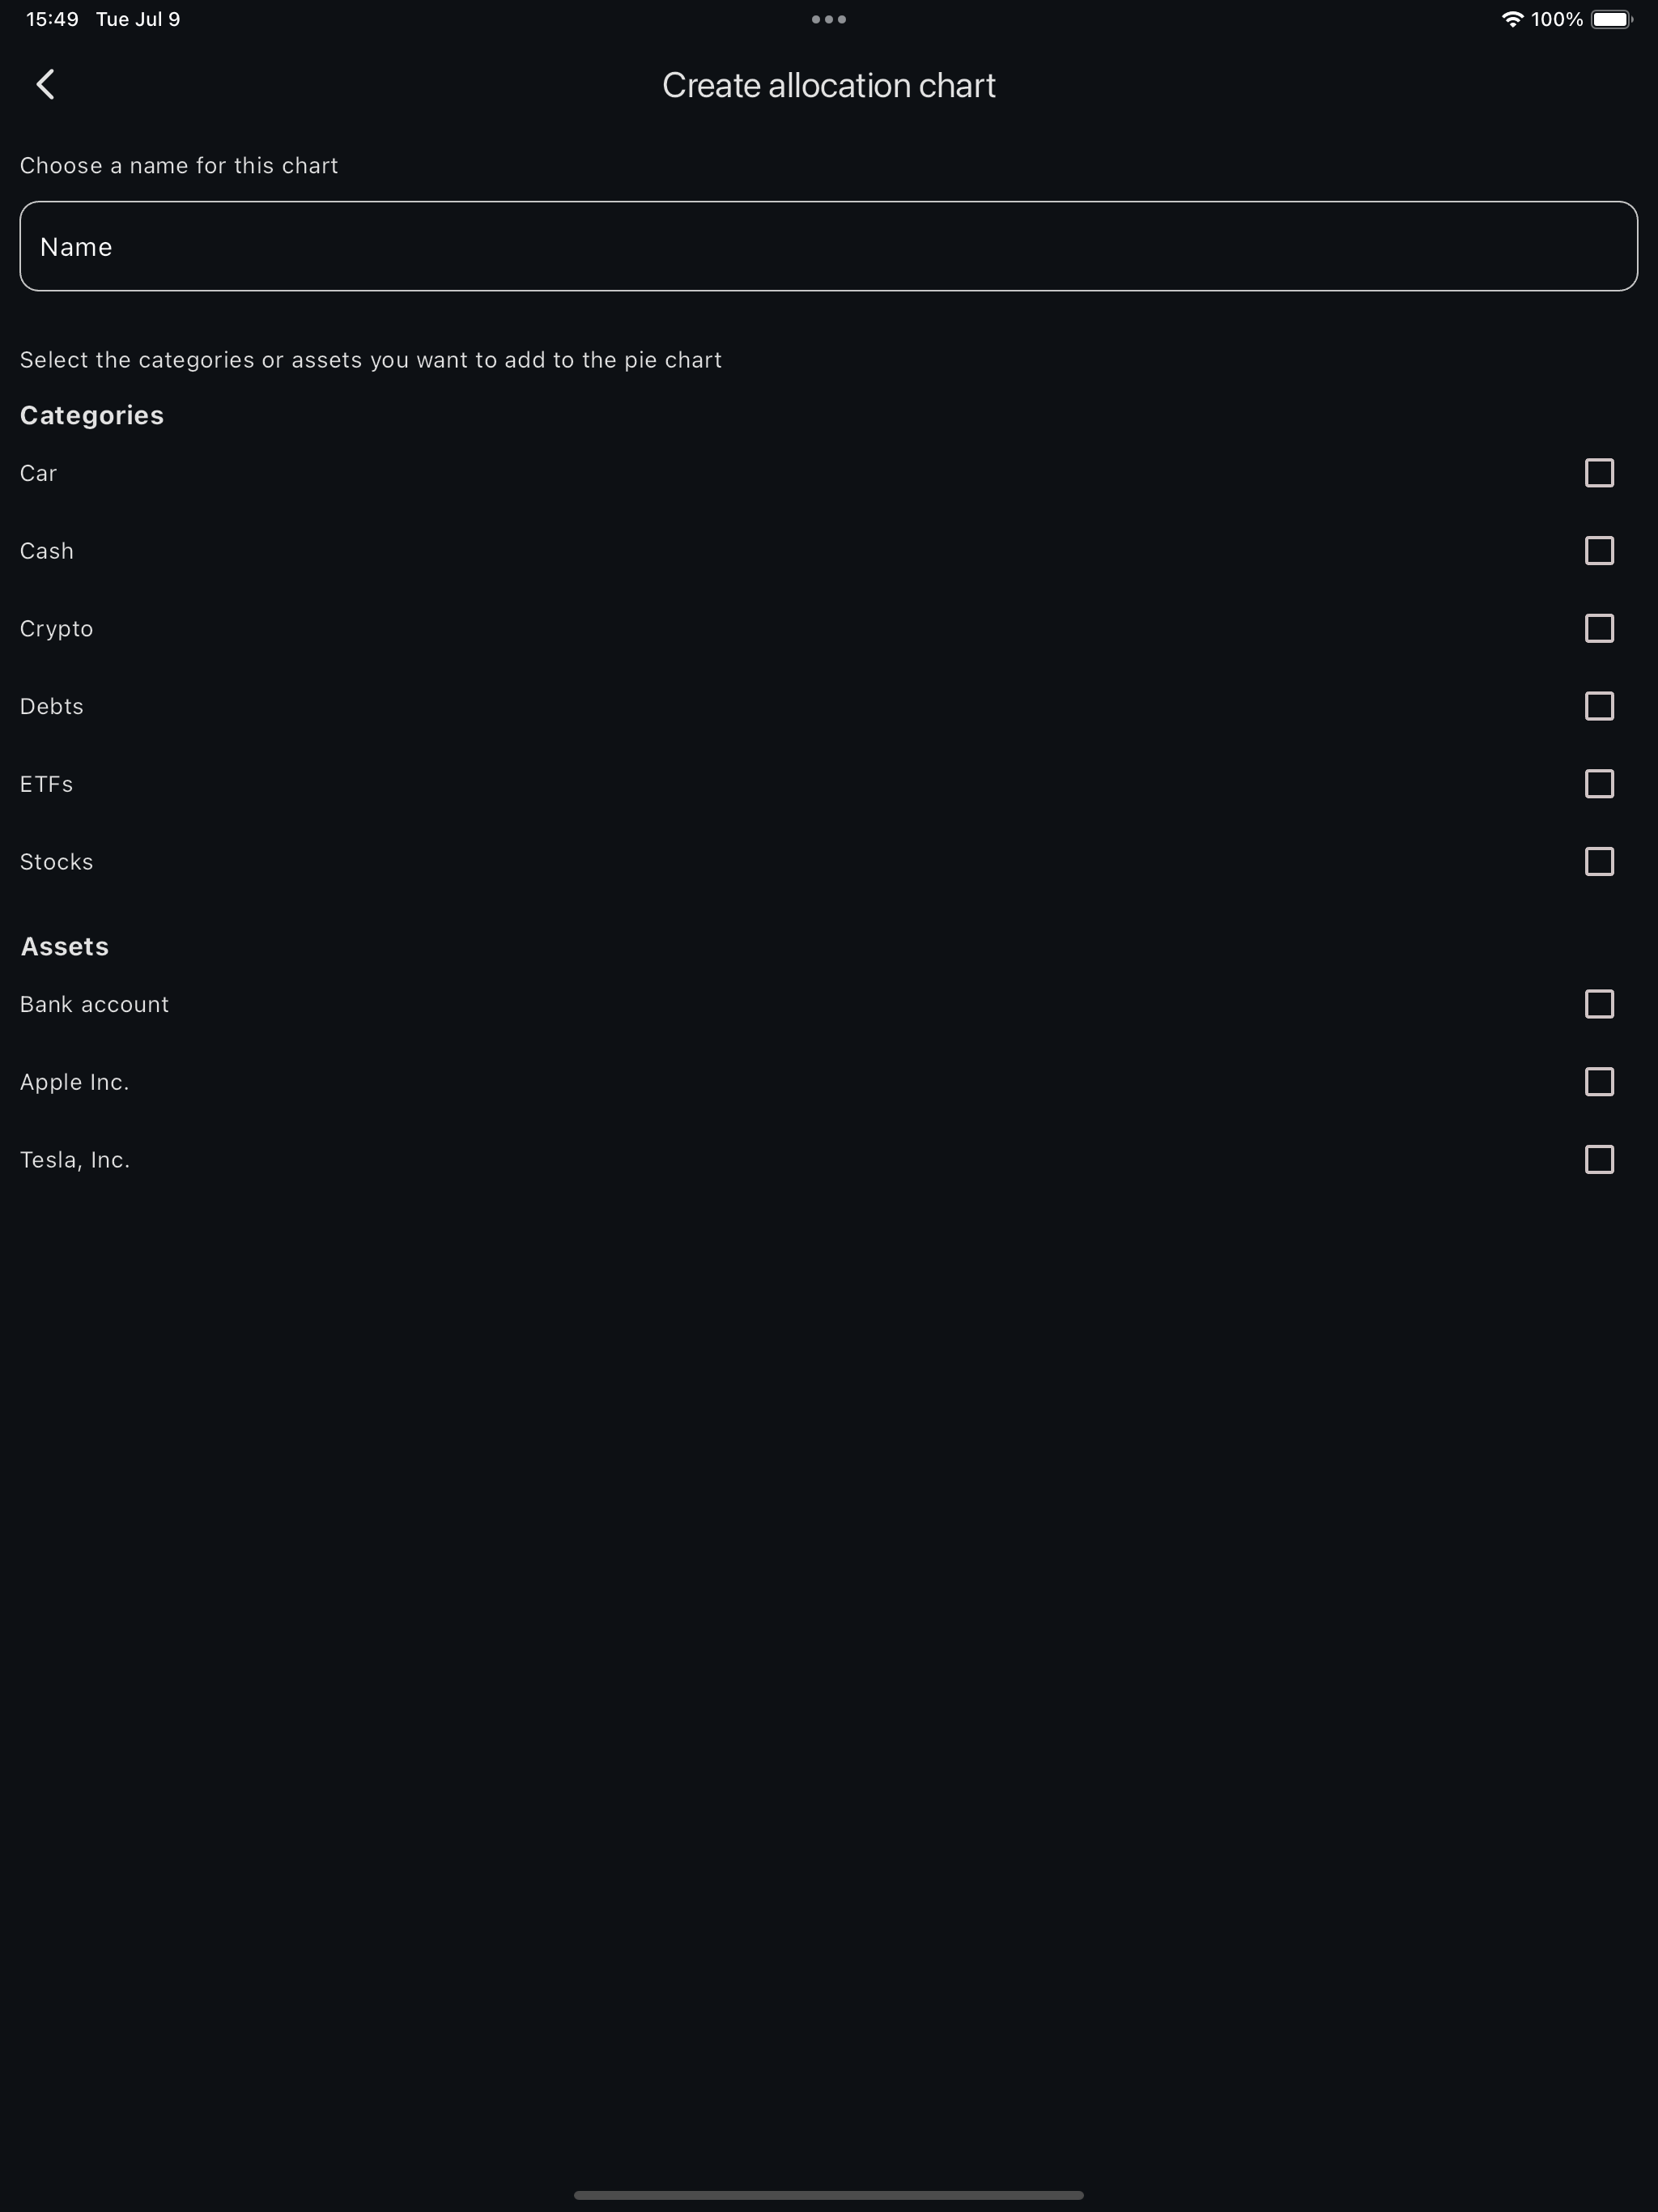 15:49 Tue Jul 9
100%
Create allocation chart
Choose a name for this chart
Name
Select the categories or assets you want to add to the pie chart
Categories
Car
Cash
Crypto
Debts
ETFs
Stocks
Assets
Bank account
Apple Inc.
Tesla, Inc.